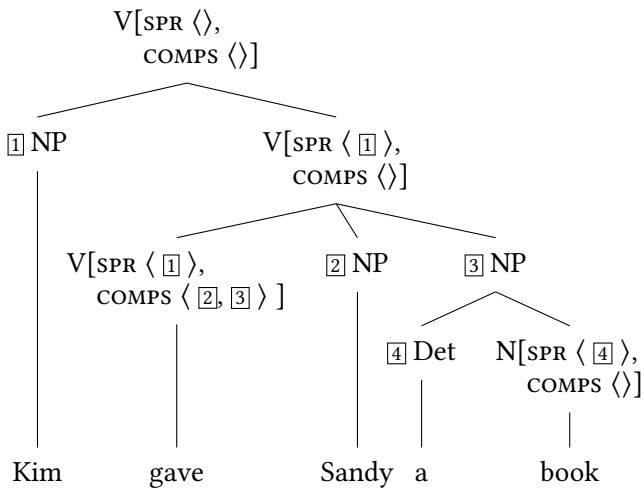 V[SPR ⟨⟩,
COMPS ⟨⟩]
1 NP
V[SPR ⟨ 1 ⟩,
COMPS ⟨⟩]
V[SPR ⟨ 1 ⟩,
COMPS ⟨ 2, 3 ⟩ ]
2 NP
3 NP
4 Det
N[SPR ⟨ 4 ⟩,
COMPS ⟨⟩]
Kim gave Sandy a book